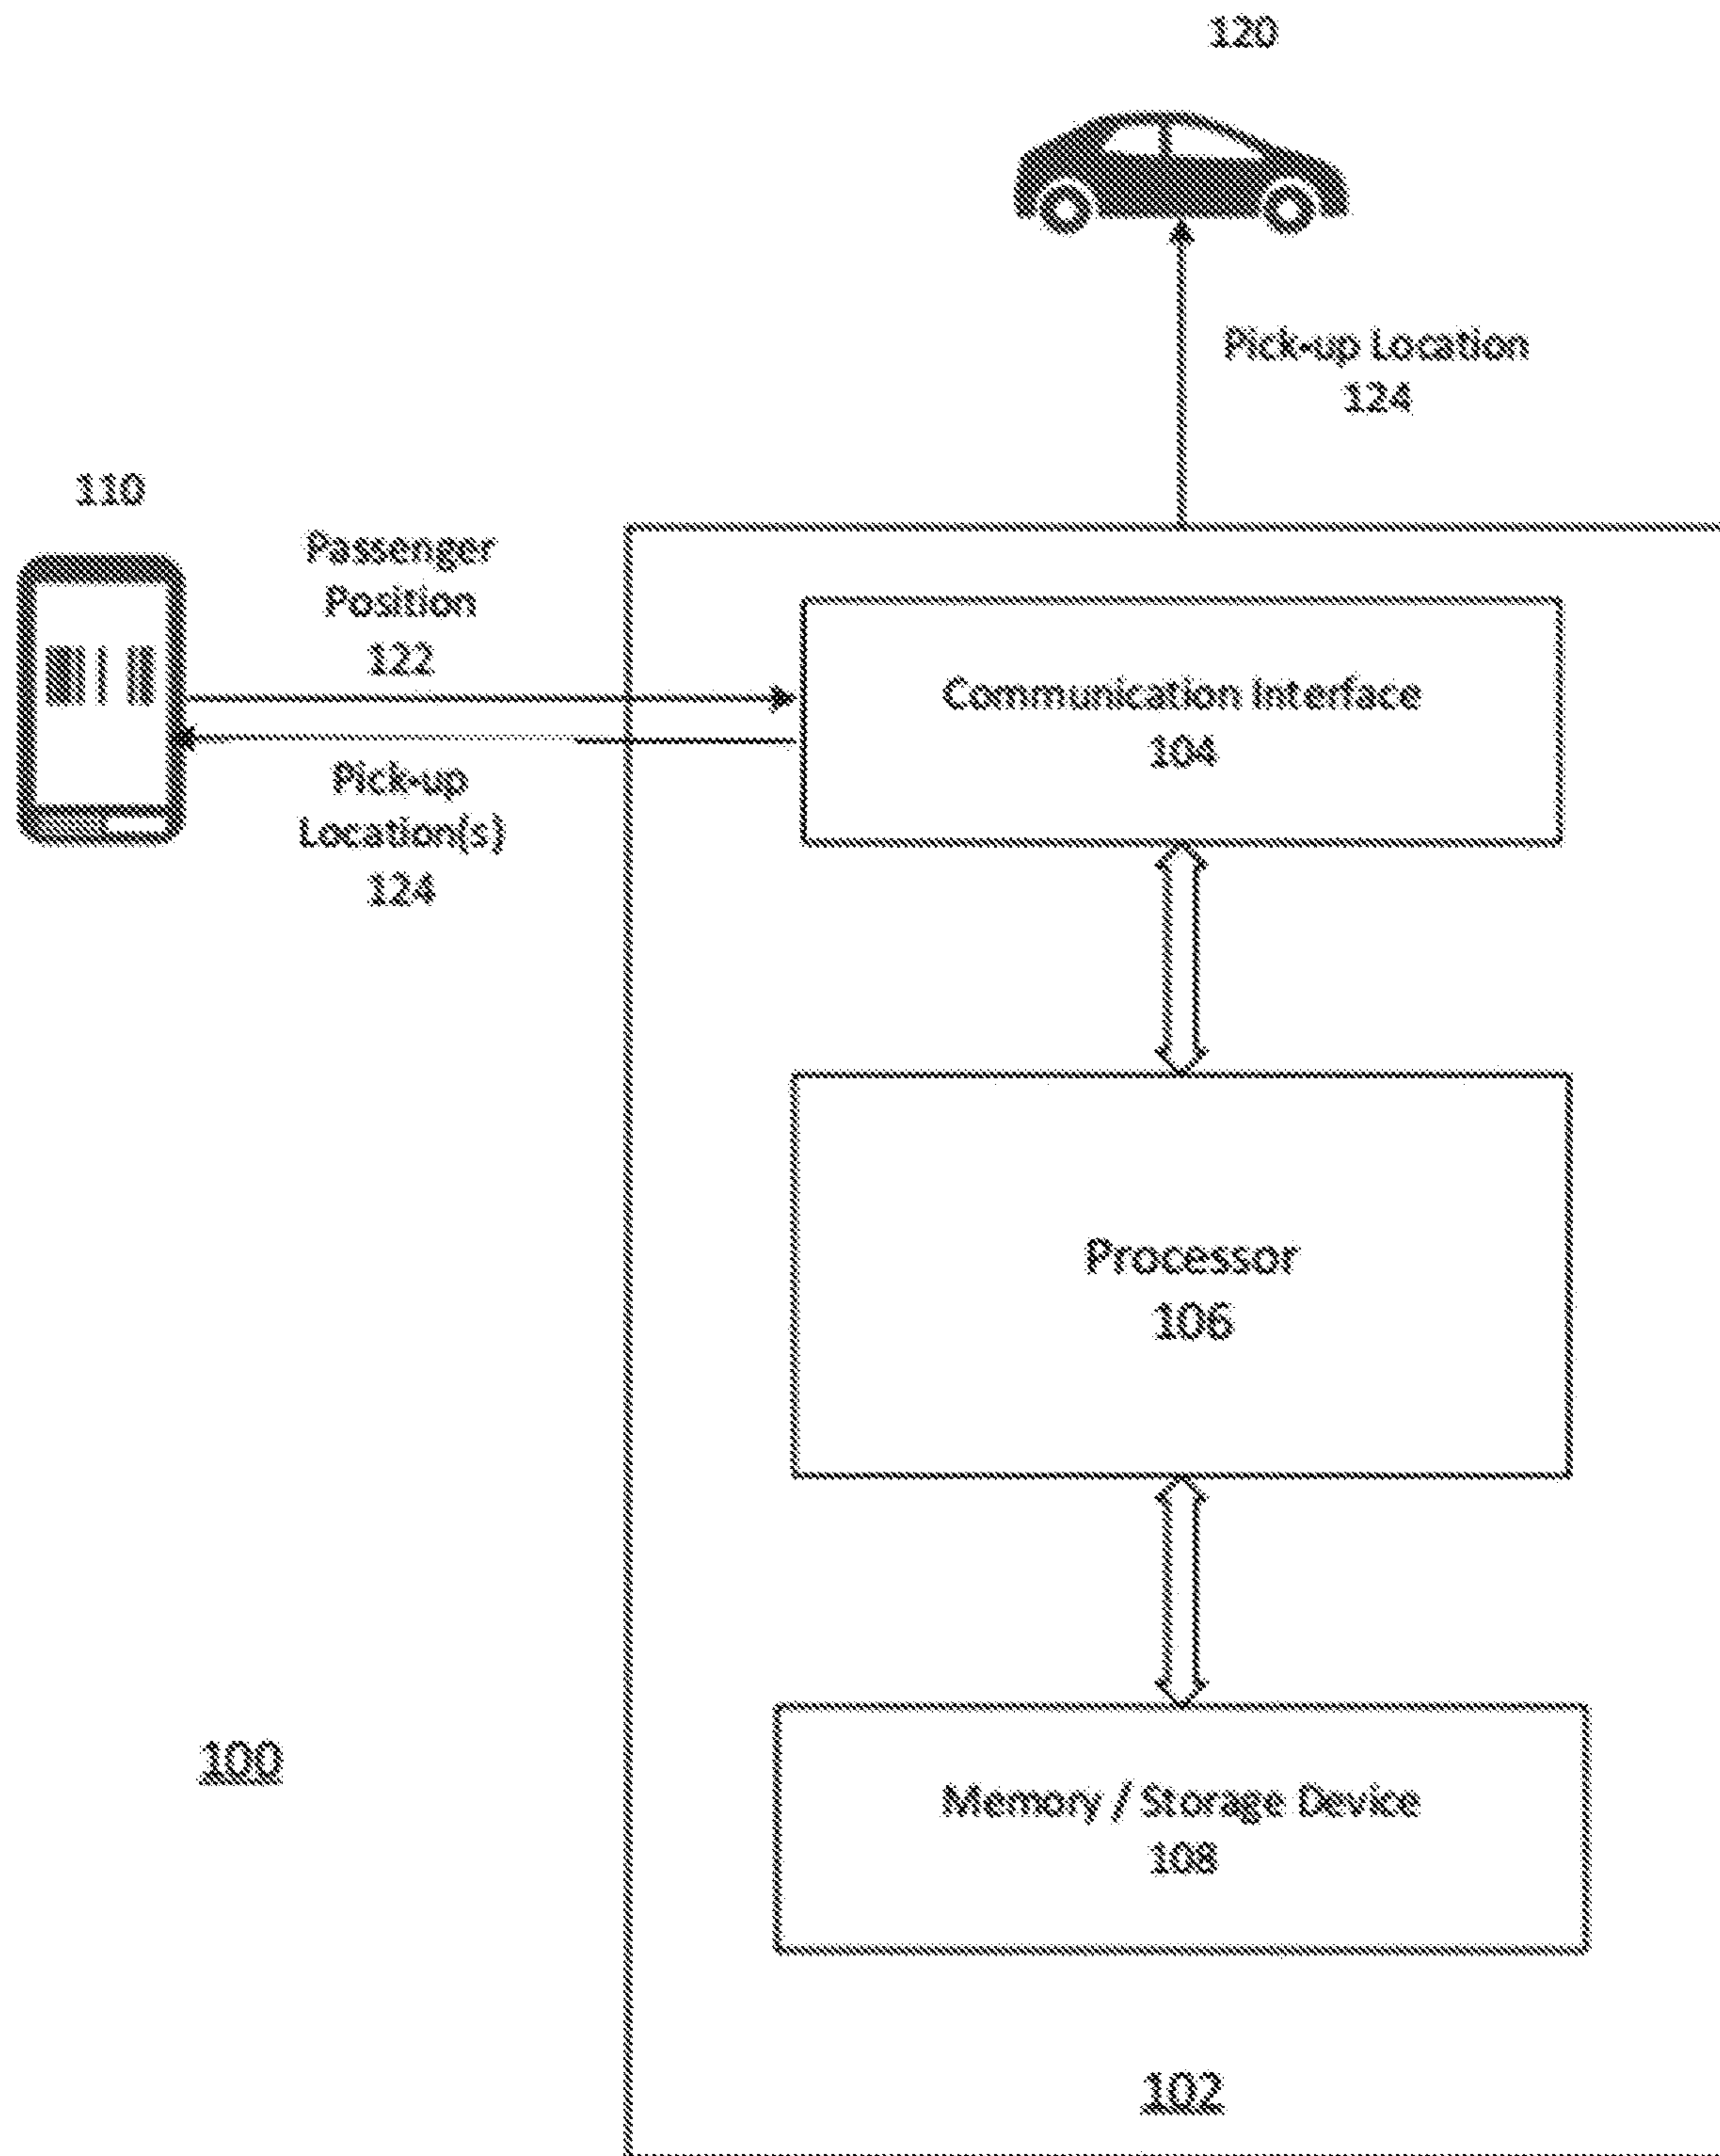 120
Pick-up Location
124
110
Passenger
Position
122
Pick-up
Location(s)
124
Communication Interface
104
Processor
106
100
Memory / Storage Device
108
102